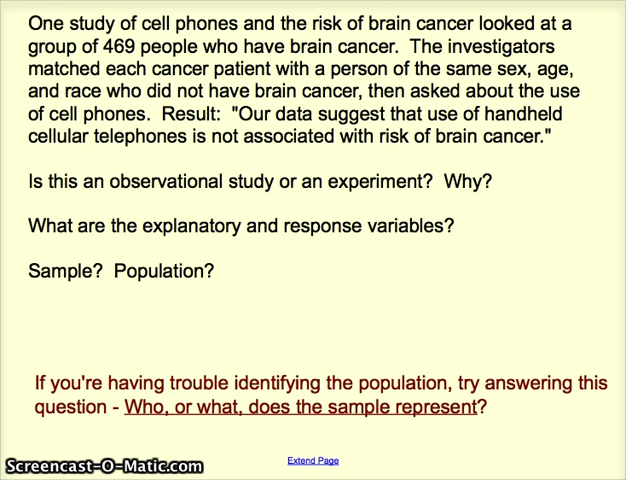 One study of cell phones and the risk of brain cancer looked at a
group of 469 people who have brain cancer.  The investigators
matched each cancer patient with a person of the same sex, age,
and race who did not have brain cancer, then asked about the use
of cell phones.  Result:  "Our data suggest that use of handheld
cellular telephones is not associated with risk of brain cancer."
Is this an observational study or an experiment?  Why?
What are the explanatory and response variables?
Sample?  Population?
If you're having trouble identifying the population, try answering this
question - Who, or what, does the sample represent?
Extend Page
Screencast-O-Matic.com